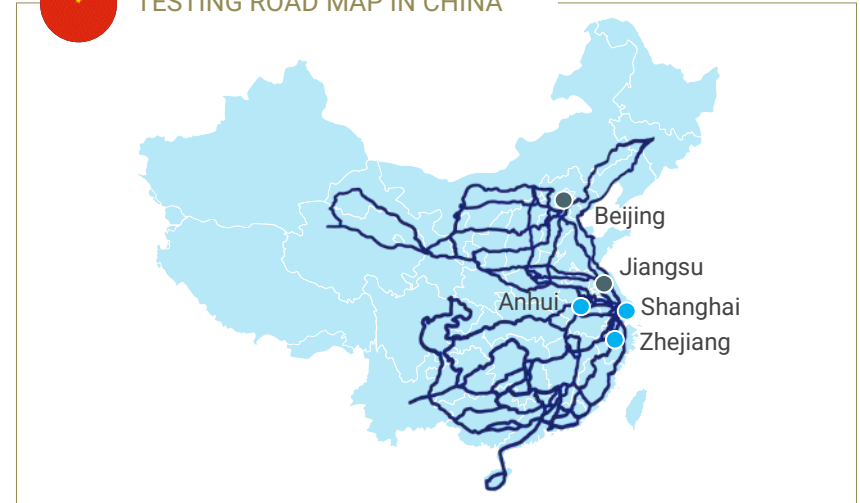 TESTING ROAD MAP IN CHINA
Beijing
Jiangsu
Anhui
Shanghai
Zhejiang